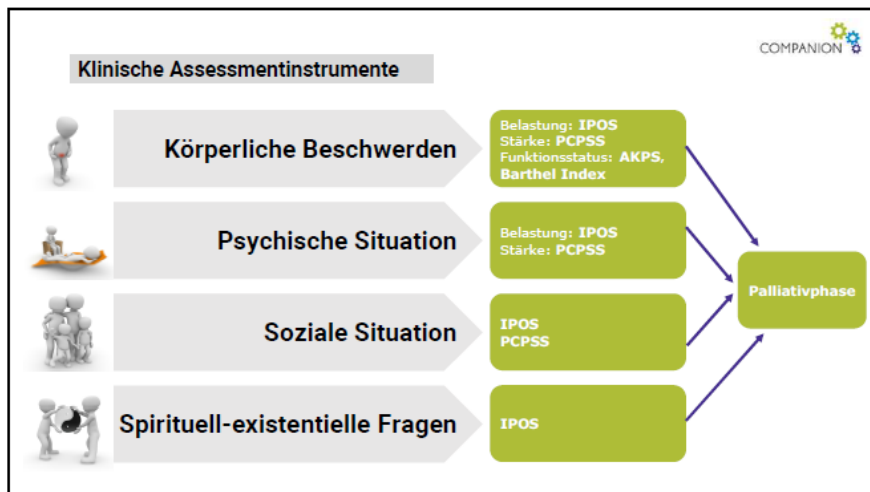 COMPANION
Klinische Assessmentinstrumente
Körperliche Beschwerden
Belastung: IPOS
Stärke: PCPSS
Funktionsstatus: AKPS,
Barthel Index
Psychische Situation
Belastung: IPOS
Stärke: PCPSS
Soziale Situation
IPOS
PCPSS
Spirituell-existentielle Fragen
IPOS
Palliativphase